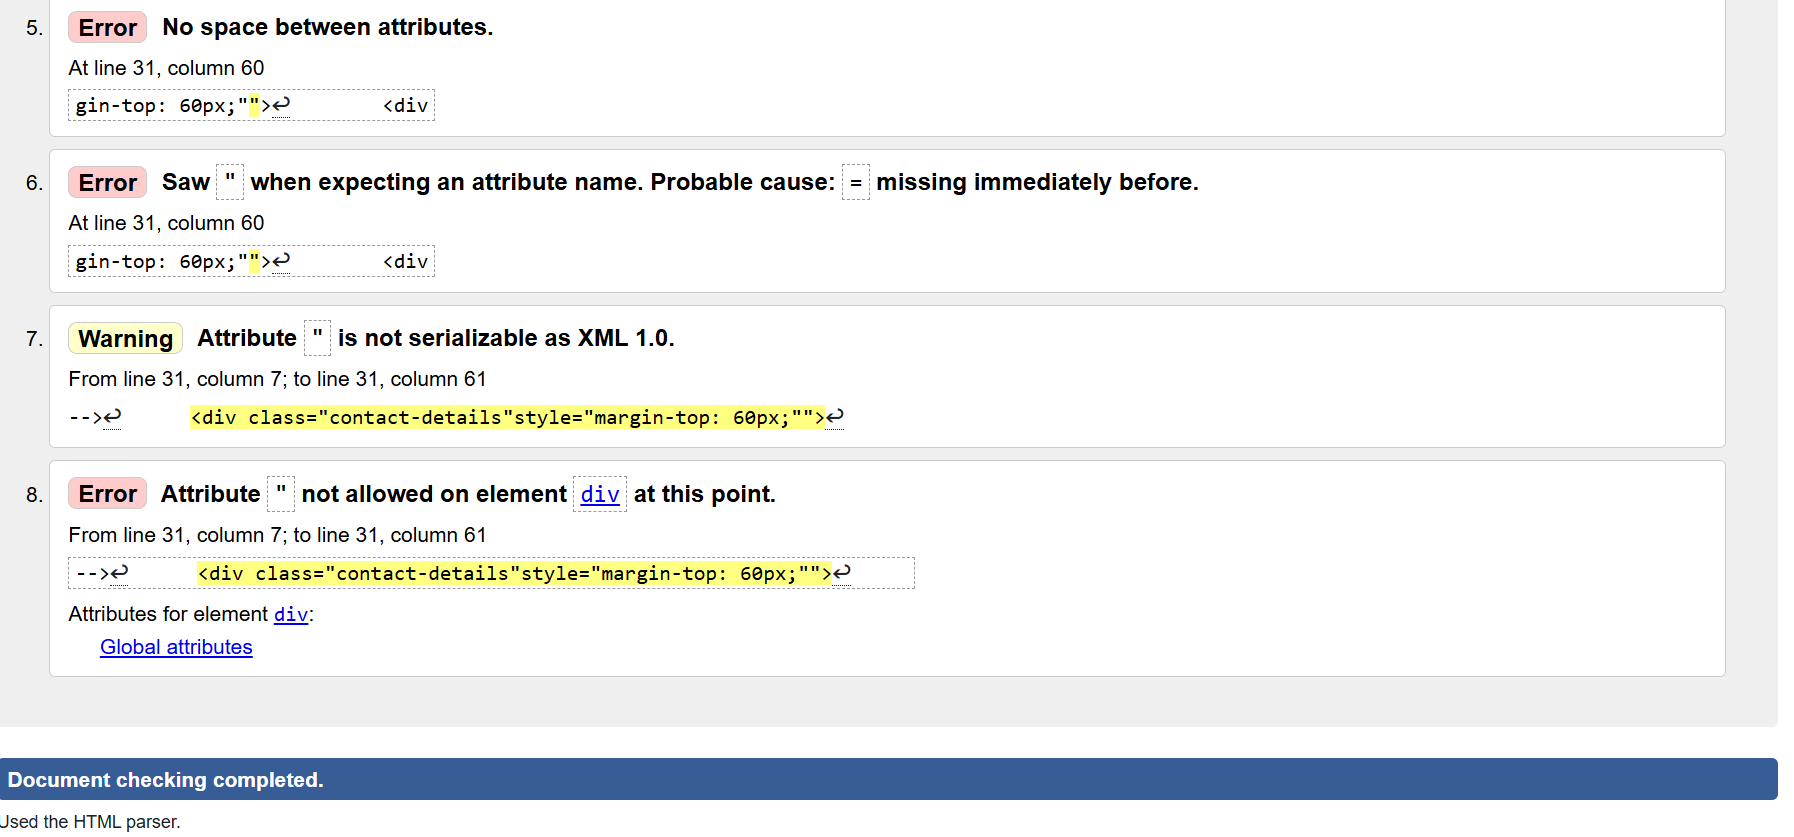 5. Error No space between attributes.
At line 31, column 60
gin-top: 60px;"">↩ <div
6. Error Saw " when expecting an attribute name. Probable cause: = missing immediately before.
At line 31, column 60
gin-top: 60px;"">↩ <div
7. Warning Attribute " is not serializable as XML 1.0.
From line 31, column 7; to line 31, column 61
-->↩ <div class="contact-details"style="margin-top: 60px;"">↩
8. Error Attribute " not allowed on element div at this point.
From line 31, column 7; to line 31, column 61
-->↩ <div class="contact-details"style="margin-top: 60px;"">↩
Attributes for element div:
Global attributes
Document checking completed.
Used the HTML parser.